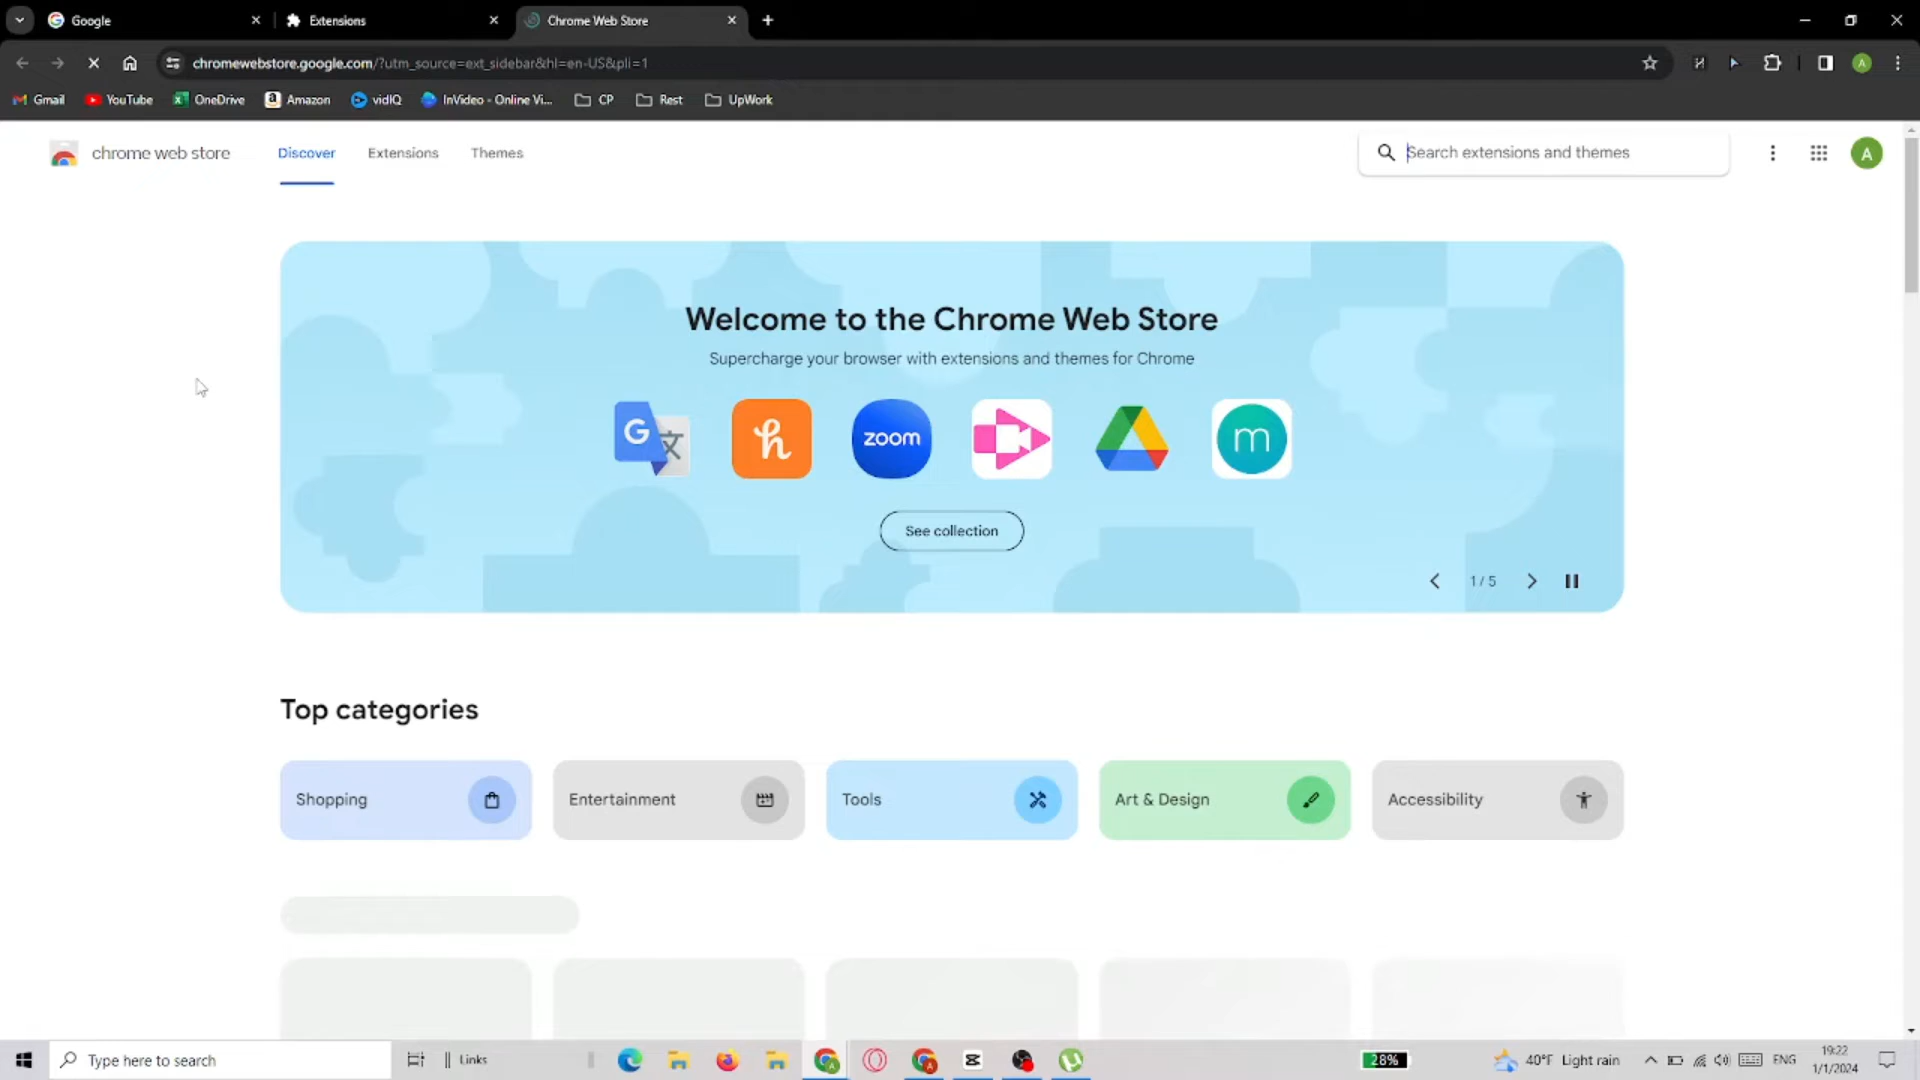 Google
Extensions
Chrome Web Store
chromewebstore.google.com/?utm_source=ext_sidebar&hl=en-US&pli=1
A
Gmail
YouTube
OneDrive
Amazon
vidIQ
InVideo - Online Vi...
CP
Rest
UpWork
chrome web store
Discover
Extensions
Themes
Search extensions and themes
A
Welcome to the Chrome Web Store
Supercharge your browser with extensions and themes for Chrome
G
h
zoom
m
See collection
1 / 5
Top categories
Shopping
Entertainment
Tools
Art & Design
Accessibility
Type here to search
Links
28%
40°F Light rain
ENG
19:22
1/1/2024